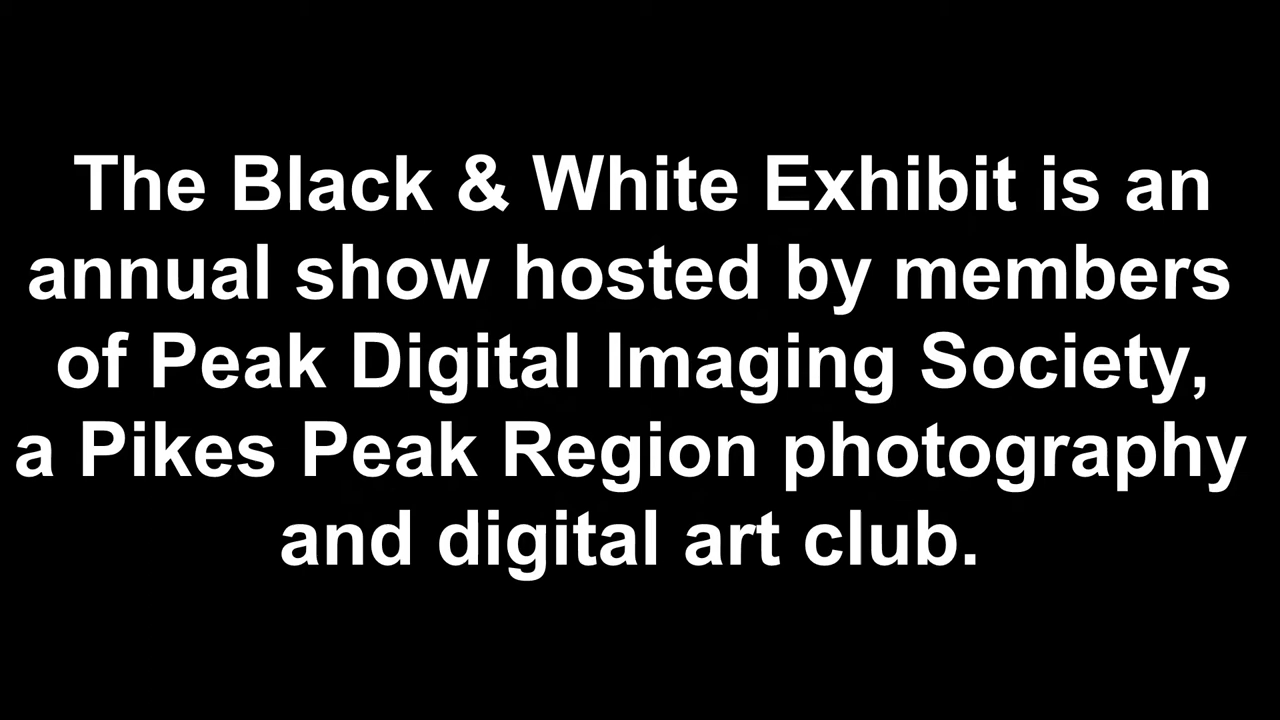 The Black & White Exhibit is an
annual show hosted by members
of Peak Digital Imaging Society,
a Pikes Peak Region photography
and digital art club.